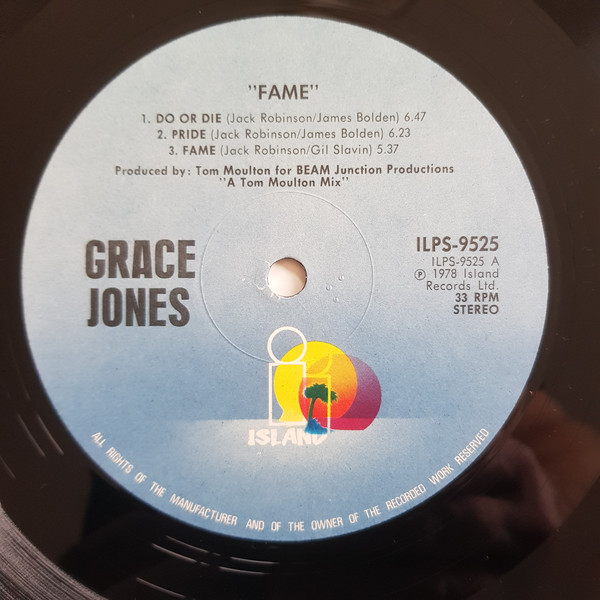 "FAME"
1. DO OR DIE (Jack Robinson/James Bolden) 6.47
2. PRIDE (Jack Robinson/James Bolden) 6.23
3. FAME (Jack Robinson/Gil Slavin) 5.37
Produced by: Tom Moulton for BEAM Junction Productions
"A Tom Moulton Mix"
GRACE
JONES
ILPS-9525
ILPS-9525 A
℗ 1978 Island
Records Ltd.
33 RPM
STEREO
ISLAND
ALL RIGHTS OF THE MANUFACTURER AND OF THE OWNER OF THE RECORDED WORK RESERVED